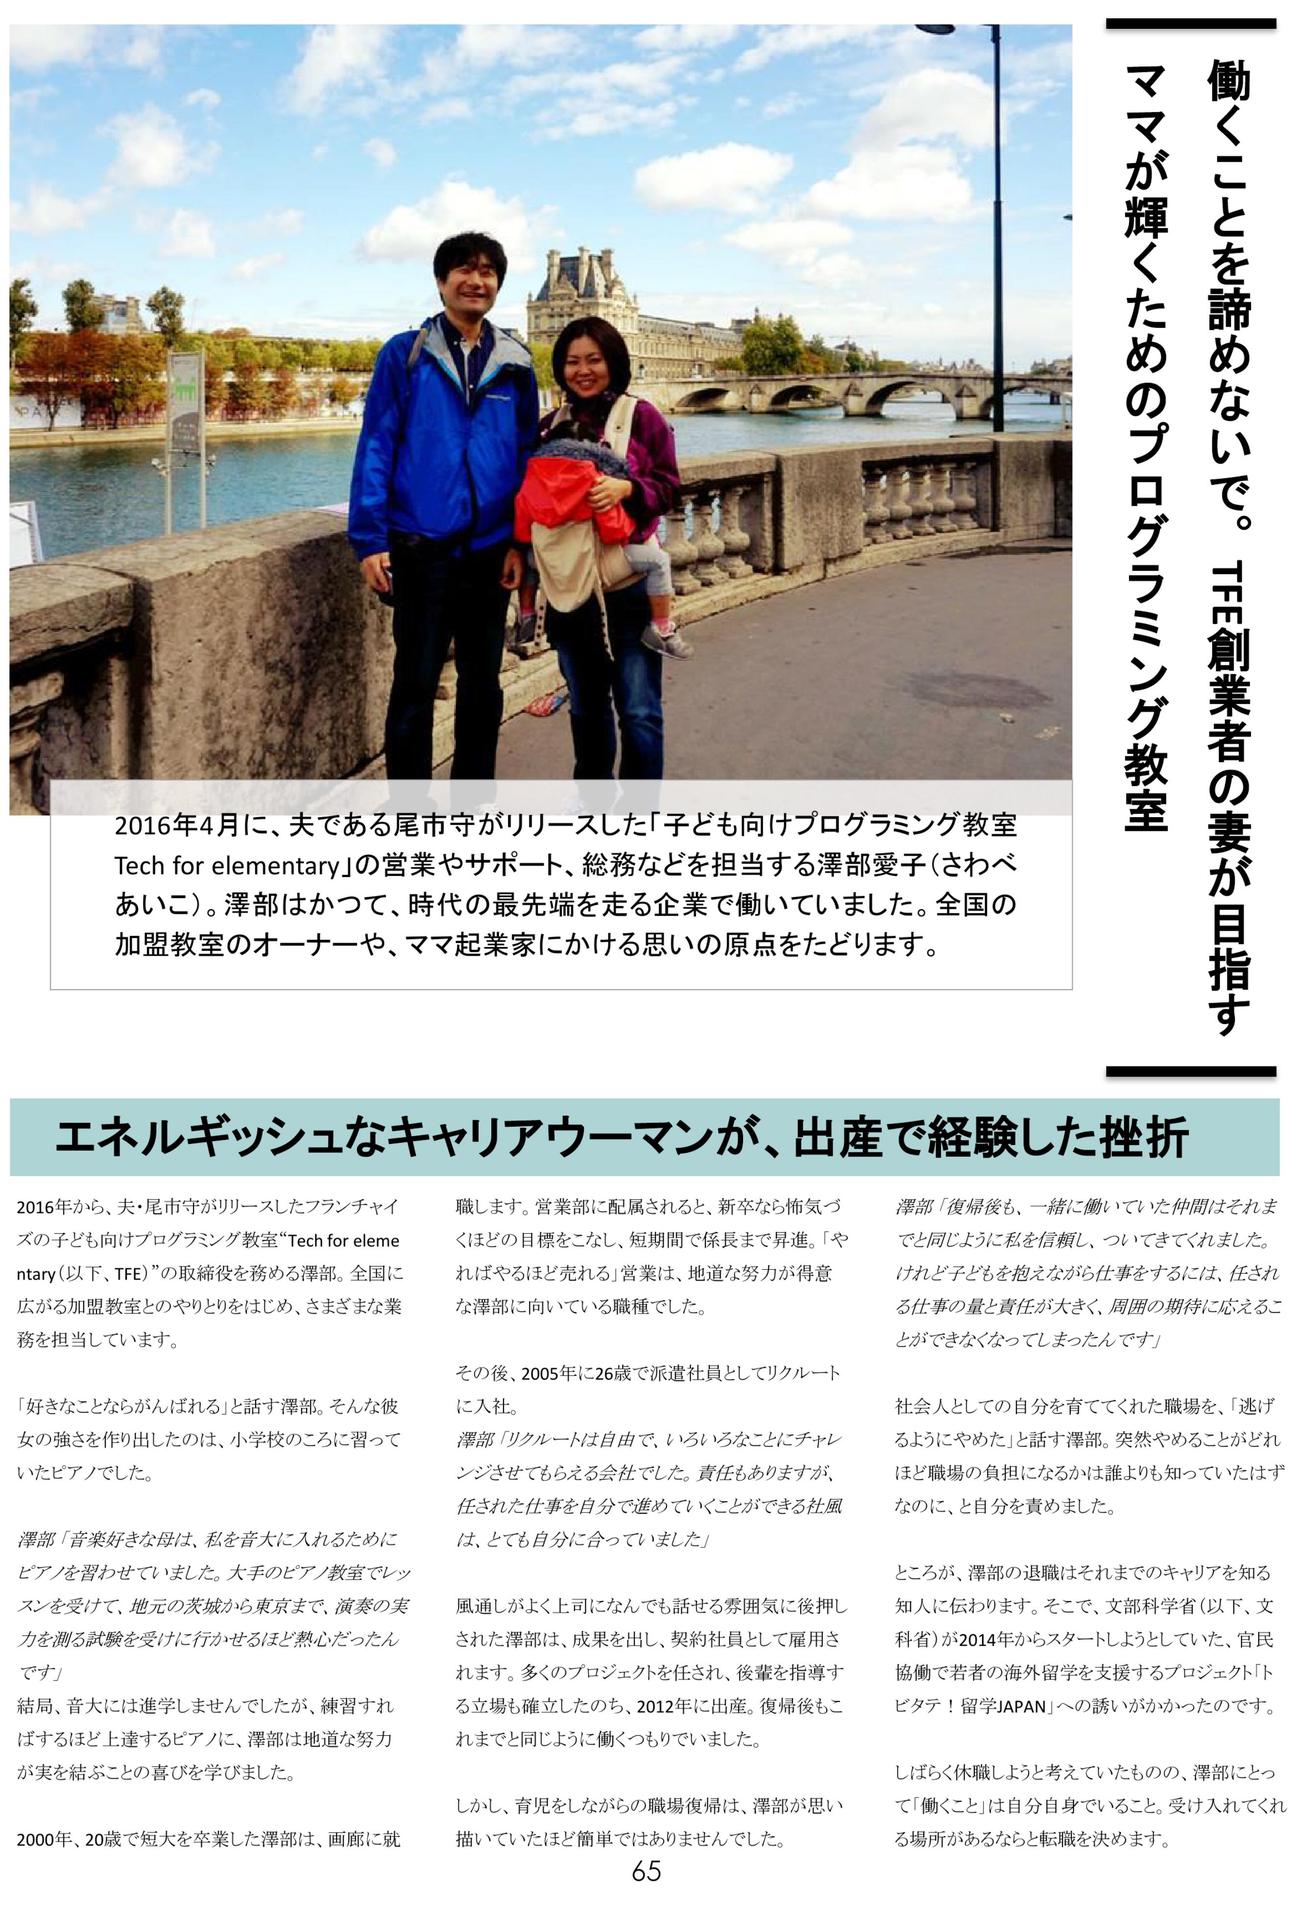 働くことを諦めないで。TFE創業者の妻が目指す
ママが輝くためのプログラミング教室
2016年4月に、夫である尾市守がリリースした「子ども向けプログラミング教室
Tech for elementary」の営業やサポート、総務などを担当する澤部愛子（さわべ
あいこ）。澤部はかつて、時代の最先端を走る企業で働いていました。全国の
加盟教室のオーナーや、ママ起業家にかける思いの原点をたどります。
エネルギッシュなキャリアウーマンが、出産で経験した挫折
2016年から、夫・尾市守がリリースしたフランチャイ
ズの子ども向けプログラミング教室“Tech for eleme
ntary（以下、TFE）”の取締役を務める澤部。全国に
広がる加盟教室とのやりとりをはじめ、さまざまな業
務を担当しています。
「好きなことならがんばれる」と話す澤部。そんな彼
女の強さを作り出したのは、小学校のころに習って
いたピアノでした。
澤部「音楽好きな母は、私を音大に入れるために
ピアノを習わせていました。大手のピアノ教室でレッ
スンを受けて、地元の茨城から東京まで、演奏の実
力を測る試験を受けに行かせるほど熱心だったん
です」
結局、音大には進学しませんでしたが、練習すれ
ばするほど上達するピアノに、澤部は地道な努力
が実を結ぶことの喜びを学びました。
2000年、20歳で短大を卒業した澤部は、画廊に就
職します。営業部に配属されると、新卒なら怖気づ
くほどの目標をこなし、短期間で係長まで昇進。「や
ればやるほど売れる」営業は、地道な努力が得意
な澤部に向いている職種でした。
その後、2005年に26歳で派遣社員としてリクルート
に入社。
澤部「リクルートは自由で、いろいろなことにチャレ
ンジさせてもらえる会社でした。責任もありますが、
任された仕事を自分で進めていくことができる社風
は、とても自分に合っていました」
風通しがよく上司になんでも話せる雰囲気に後押し
された澤部は、成果を出し、契約社員として雇用さ
れます。多くのプロジェクトを任され、後輩を指導す
る立場も確立したのち、2012年に出産。復帰後もこ
れまでと同じように働くつもりでいました。
しかし、育児をしながらの職場復帰は、澤部が思い
描いていたほど簡単ではありませんでした。
澤部「復帰後も、一緒に働いていた仲間はそれま
でと同じように私を信頼し、ついてきてくれました。
けれど子どもを抱えながら仕事をするには、任され
る仕事の量と責任が大きく、周囲の期待に応えるこ
とができなくなってしまったんです」
社会人としての自分を育ててくれた職場を、「逃げ
るようにやめた」と話す澤部。突然やめることがどれ
ほど職場の負担になるかは誰よりも知っていたはず
なのに、と自分を責めました。
ところが、澤部の退職はそれまでのキャリアを知る
知人に伝わります。そこで、文部科学省（以下、文
科省）が2014年からスタートしようとしていた、官民
協働で若者の海外留学を支援するプロジェクト「ト
ビタテ！留学JAPAN」への誘いがかかったのです。
しばらく休職しようと考えていたものの、澤部にとっ
て「働くこと」は自分自身でいること。受け入れてくれ
る場所があるならと転職を決めます。
65